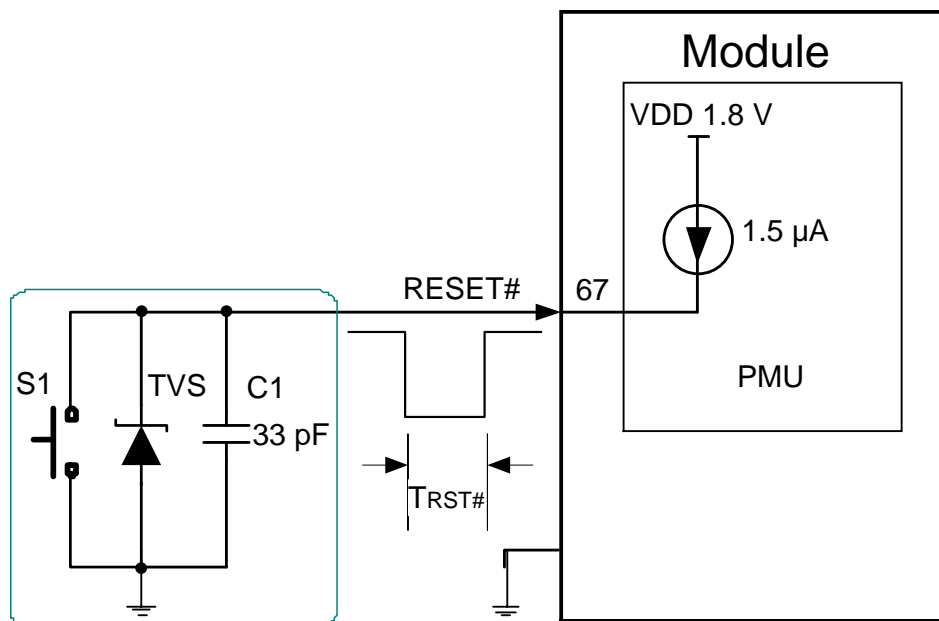 Module
VDD 1.8 V
1.5 µA
RESET#
67
S1
TVS
C1
33 pF
PMU
TRST#